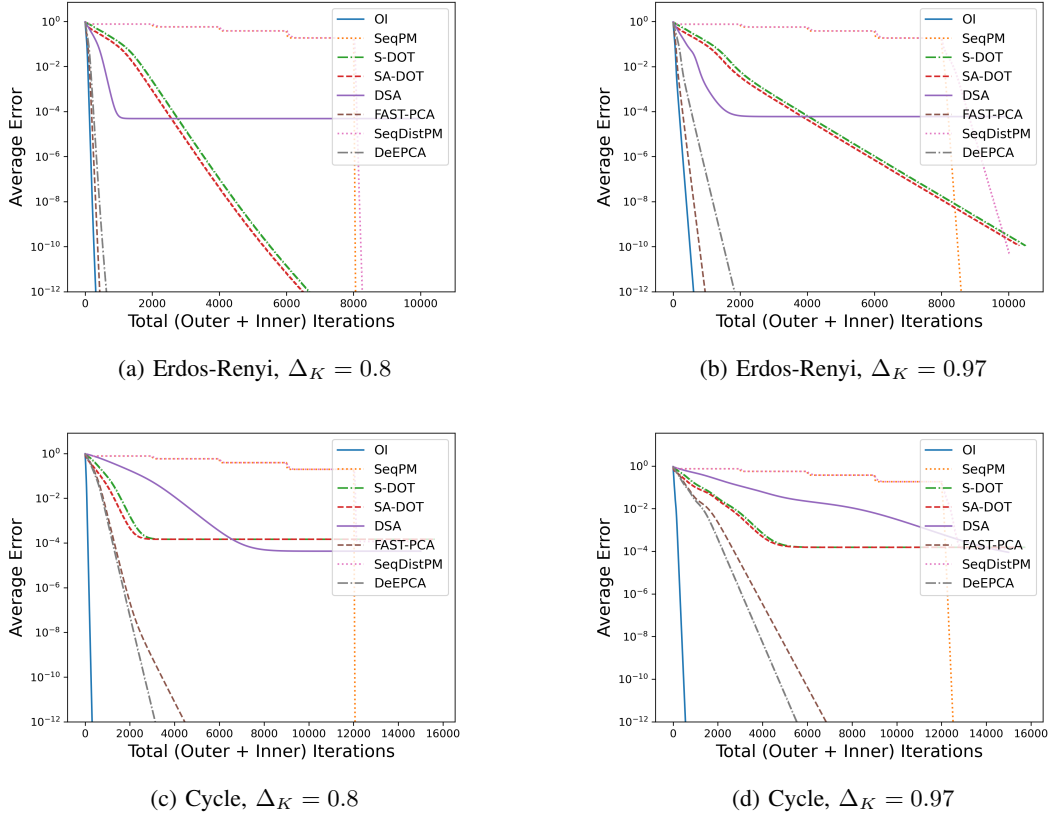 10^0
10^-2
10^-4
10^-6
10^-8
10^-10
10^-12
Average Error
0 2000 4000 6000 8000 10000
Total (Outer + Inner) Iterations
OI
SeqPM
S-DOT
SA-DOT
DSA
FAST-PCA
SeqDistPM
DeEPCA
(a) Erdos-Renyi, Δ_K = 0.8
10^0
10^-2
10^-4
10^-6
10^-8
10^-10
10^-12
Average Error
0 2000 4000 6000 8000 10000
Total (Outer + Inner) Iterations
OI
SeqPM
S-DOT
SA-DOT
DSA
FAST-PCA
SeqDistPM
DeEPCA
(b) Erdos-Renyi, Δ_K = 0.97
10^0
10^-2
10^-4
10^-6
10^-8
10^-10
10^-12
Average Error
0 2000 4000 6000 8000 10000 12000 14000 16000
Total (Outer + Inner) Iterations
OI
SeqPM
S-DOT
SA-DOT
DSA
FAST-PCA
SeqDistPM
DeEPCA
(c) Cycle, Δ_K = 0.8
10^0
10^-2
10^-4
10^-6
10^-8
10^-10
10^-12
Average Error
0 2000 4000 6000 8000 10000 12000 14000 16000
Total (Outer + Inner) Iterations
OI
SeqPM
S-DOT
SA-DOT
DSA
FAST-PCA
SeqDistPM
DeEPCA
(d) Cycle, Δ_K = 0.97